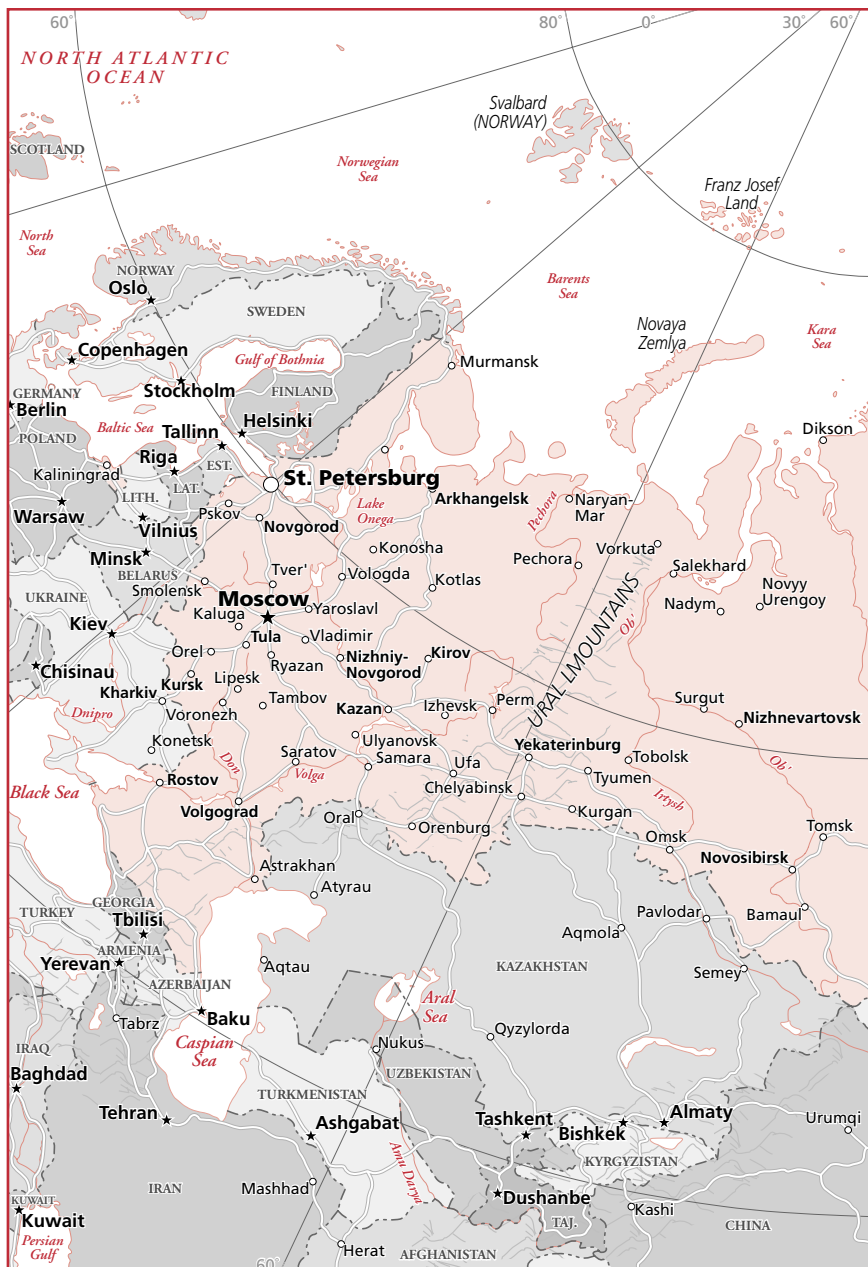 60°
80°
0°
30°
60°
NORTH ATLANTIC
OCEAN
Svalbard
(NORWAY)
SCOTLAND
Norwegian
Sea
Franz Josef
Land
North
Sea
NORWAY
Oslo
Barents
Sea
SWEDEN
Novaya
Zemlya
Kara
Sea
Copenhagen
Gulf of Bothnia
Murmansk
Stockholm
FINLAND
GERMANY
Berlin
Baltic Sea
Helsinki
Tallinn
Dikson
POLAND
Riga
EST.
Kaliningrad
St. Petersburg
LAT.
LITH.
Arkhangelsk
Naryan-
Mar
Pechora
Lake
Onega
Warsaw
Pskov
Vilnius
Novgorod
Minsk
Konosha
Vorkuta
Pechora
Salekhard
BELARUS
Tver'
Vologda
Kotlas
Smolensk
UKRAINE
Moscow
Yaroslavl
Novyy
Urengoy
Nadym
Kaluga
Ob'
Kiev
Tula
Vladimir
URAL LMOUNTAINS
Orel
Ryazan
Nizhniy-
Novgorod
Kirov
Chisinau
Kursk
Lipesk
Kharkiv
Tambov
Kazan
Izhevsk
Perm
Surgut
Dnipro
Voronezh
Nizhnevartovsk
Konetsk
Ulyanovsk
Yekaterinburg
Don
Saratov
Samara
Ufa
Tobolsk
Ob'
Volga
Chelyabinsk
Tyumen
Black Sea
Rostov
Irtysh
Volgograd
Oral
Orenburg
Kurgan
Tomsk
Omsk
Novosibirsk
Astrakhan
Atyrau
GEORGIA
TURKEY
Tbilisi
Pavlodar
Bamaul
Aqmola
ARMENIA
Yerevan
Aqtau
KAZAKHSTAN
Semey
AZERBAIJAN
Aral
Sea
Baku
Tabrz
Qyzylorda
Caspian
Sea
Nukus
IRAQ
Baghdad
UZBEKISTAN
TURKMENISTAN
Tehran
Ashgabat
Tashkent
Bishkek
Almaty
Urumqi
Amu Darya
KYRGYZISTAN
IRAN
Mashhad
Dushanbe
KUWAIT
Kuwait
Kashi
TAJ.
CHINA
Persian
Gulf
Herat
AFGHANISTAN
60°